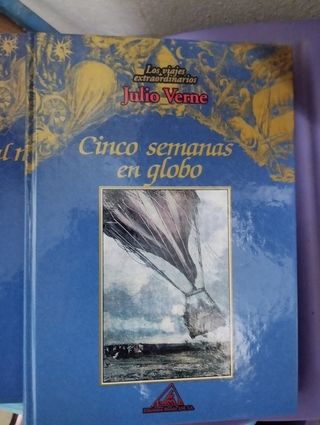 Los viajes
extraordinarios
Julio Verne
Cinco semanas
en globo